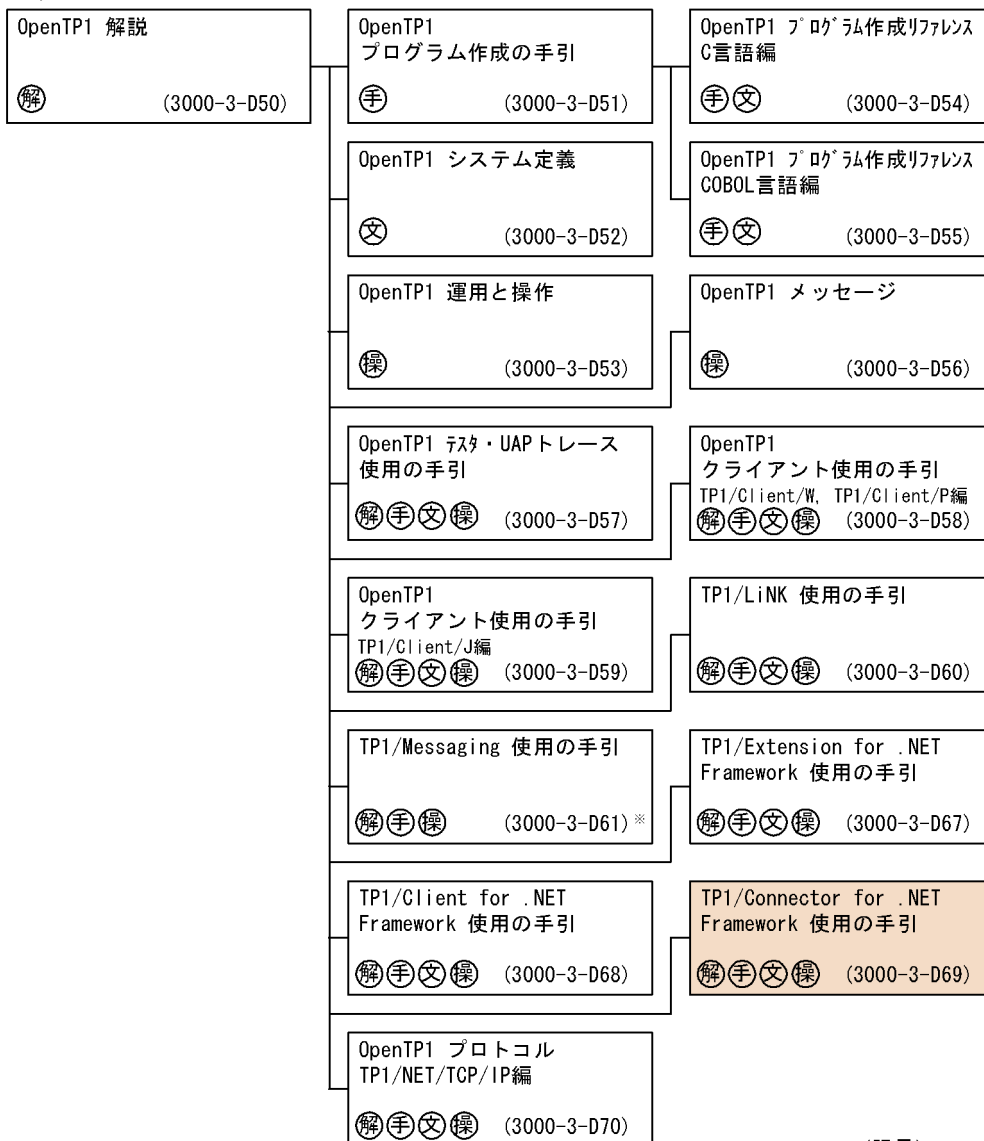 OpenTP1 解説
解 (3000-3-D50)
OpenTP1
プログラム作成の手引
手 (3000-3-D51)
OpenTP1 プログラム作成リファレンス
C言語編
手文 (3000-3-D54)
OpenTP1 システム定義
文 (3000-3-D52)
OpenTP1 プログラム作成リファレンス
COBOL言語編
手文 (3000-3-D55)
OpenTP1 運用と操作
操 (3000-3-D53)
OpenTP1 メッセージ
操 (3000-3-D56)
OpenTP1 テスタ・UAPトレース
使用の手引
解手文操 (3000-3-D57)
OpenTP1
クライアント使用の手引
TP1/Client/W, TP1/Client/P編
解手文操 (3000-3-D58)
OpenTP1
クライアント使用の手引
TP1/Client/J編
解手文操 (3000-3-D59)
TP1/LiNK 使用の手引
解手文操 (3000-3-D60)
TP1/Messaging 使用の手引
解手操 (3000-3-D61)※
TP1/Extension for .NET
Framework 使用の手引
解手文操 (3000-3-D67)
TP1/Client for .NET
Framework 使用の手引
解手文操 (3000-3-D68)
TP1/Connector for .NET
Framework 使用の手引
解手文操 (3000-3-D69)
OpenTP1 プロトコル
TP1/NET/TCP/IP編
解手文操 (3000-3-D70)